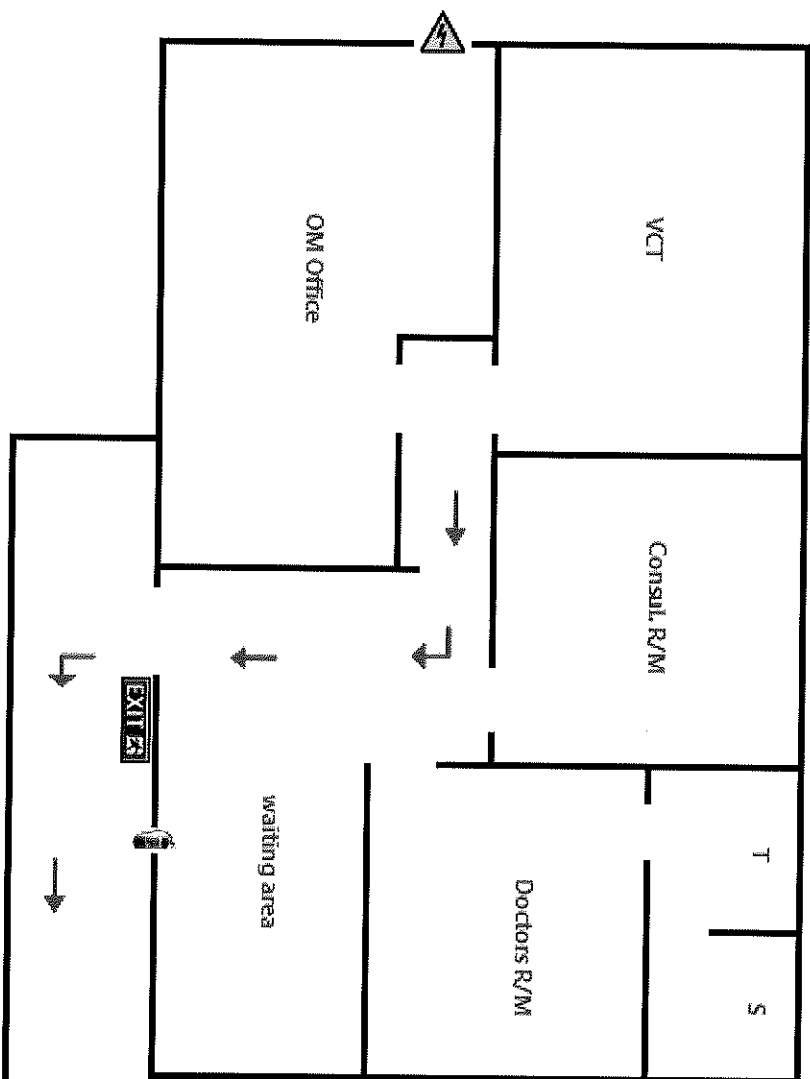 VCT
OM Office
Consul. R/M
T
S
Doctors R/M
waiting area
EXIT